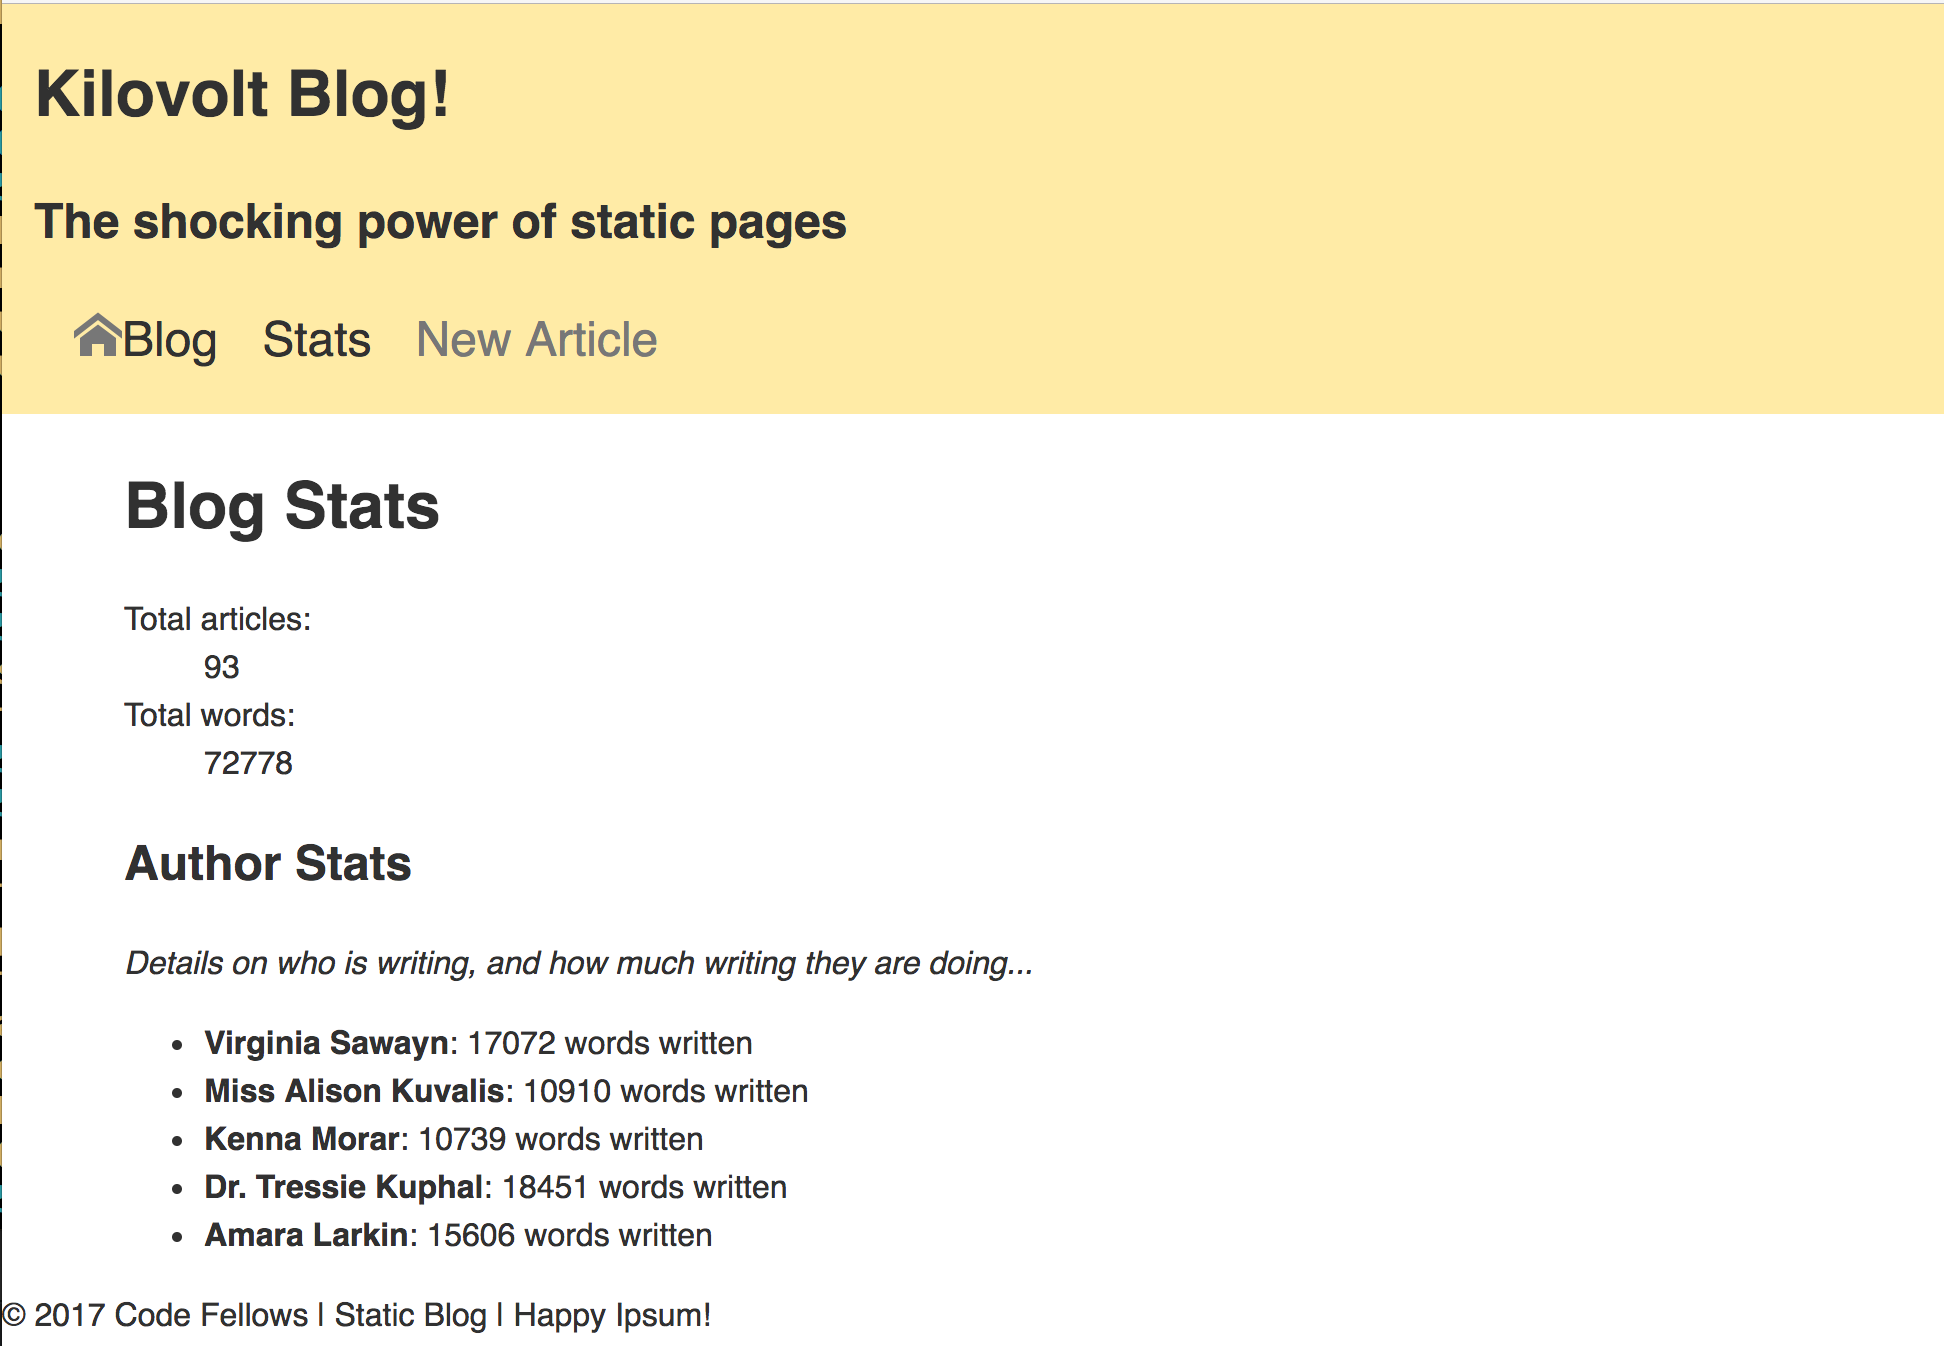 Kilovolt Blog!
The shocking power of static pages
Blog Stats New Article
Blog Stats
Total articles:
93
Total words:
72778
Author Stats
Details on who is writing, and how much writing they are doing...
• Virginia Sawayn: 17072 words written
• Miss Alison Kuvalis: 10910 words written
• Kenna Morar: 10739 words written
• Dr. Tressie Kuphal: 18451 words written
• Amara Larkin: 15606 words written
© 2017 Code Fellows | Static Blog | Happy Ipsum!